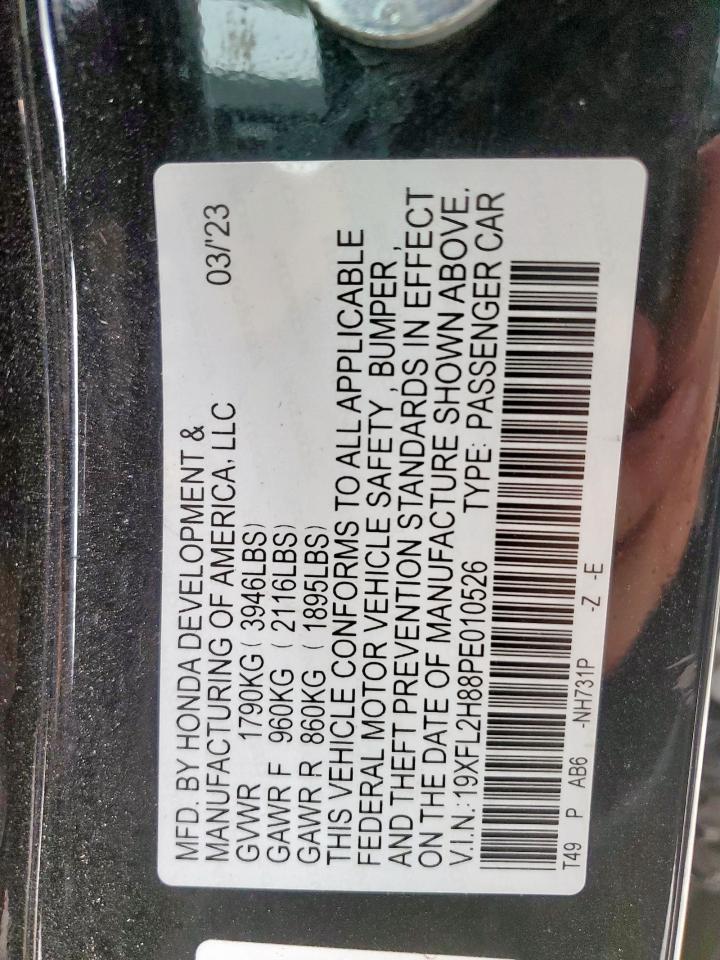 MFD. BY HONDA DEVELOPMENT &
MANUFACTURING OF AMERICA, LLC 03/'23
GVWR 1790KG ( 3946LBS)
GAWR F 960KG ( 2116LBS)
GAWR R 860KG ( 1895LBS)
THIS VEHICLE CONFORMS TO ALL APPLICABLE
FEDERAL MOTOR VEHICLE SAFETY , BUMPER ,
AND THEFT PREVENTION STANDARDS IN EFFECT
ON THE DATE OF MANUFACTURE SHOWN ABOVE.
V.I.N.: 19XFL2H88PE010526 TYPE: PASSENGER CAR
T49 P AB6 -NH731P -Z -E